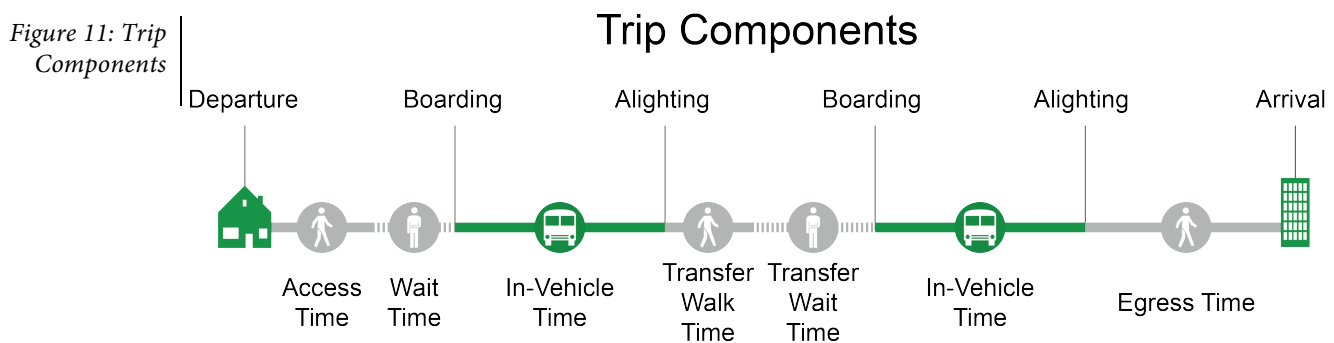 Figure 11: Trip
Components
Trip Components
Departure Boarding Alighting Boarding Alighting Arrival
Access
Time
Wait
Time
In-Vehicle
Time
Transfer
Walk
Time
Transfer
Wait
Time
In-Vehicle
Time
Egress Time